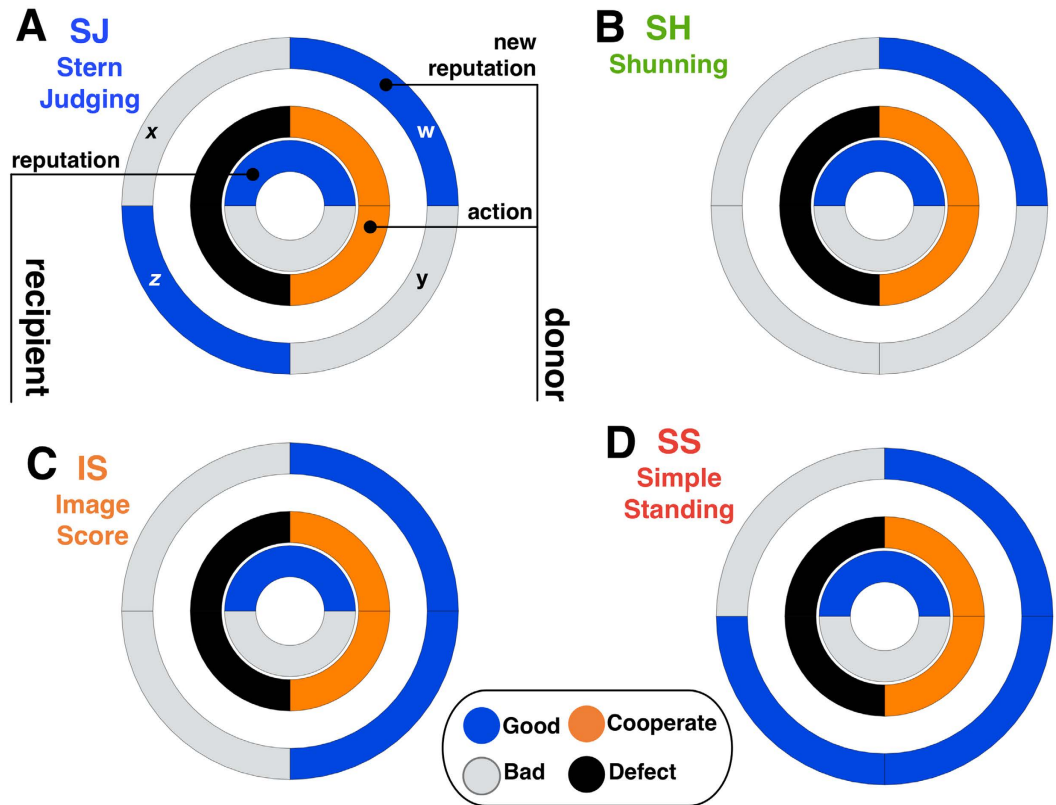 A
SJ
Stern
Judging
new
reputation
x
w
reputation
action
z
y
recipient
donor
B
SH
Shunning
C
IS
Image
Score
D
SS
Simple
Standing
Good
Cooperate
Bad
Defect